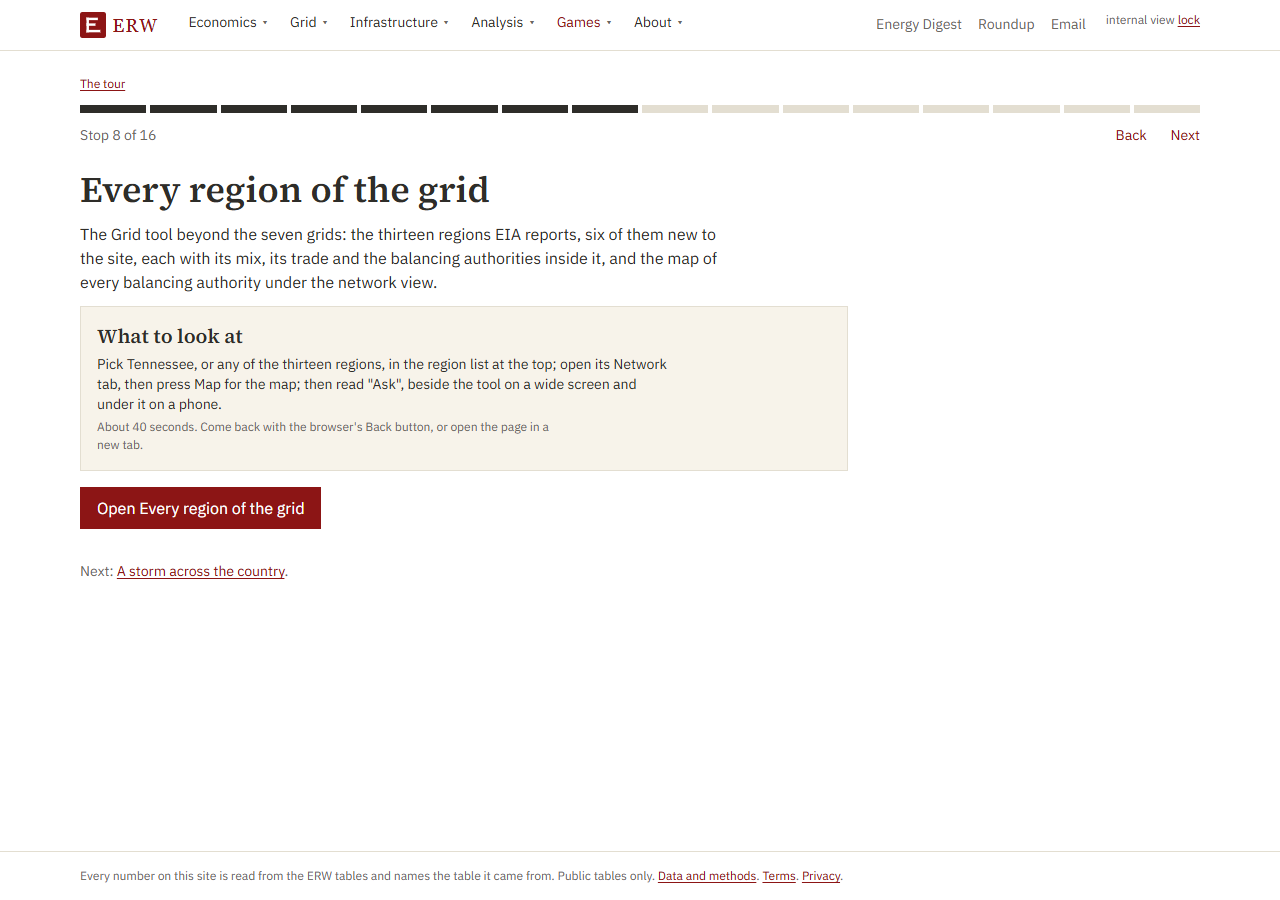 E ERW Economics ▾ Grid ▾ Infrastructure ▾ Analysis ▾ Games ▾ About ▾ Energy Digest Roundup Email internal view lock
The tour
Stop 8 of 16 Back Next
Every region of the grid
The Grid tool beyond the seven grids: the thirteen regions EIA reports, six of them new to
the site, each with its mix, its trade and the balancing authorities inside it, and the map of
every balancing authority under the network view.
What to look at
Pick Tennessee, or any of the thirteen regions, in the region list at the top; open its Network
tab, then press Map for the map; then read "Ask", beside the tool on a wide screen and
under it on a phone.
About 40 seconds. Come back with the browser's Back button, or open the page in a
new tab.
Open Every region of the grid
Next: A storm across the country.
Every number on this site is read from the ERW tables and names the table it came from. Public tables only. Data and methods. Terms. Privacy.